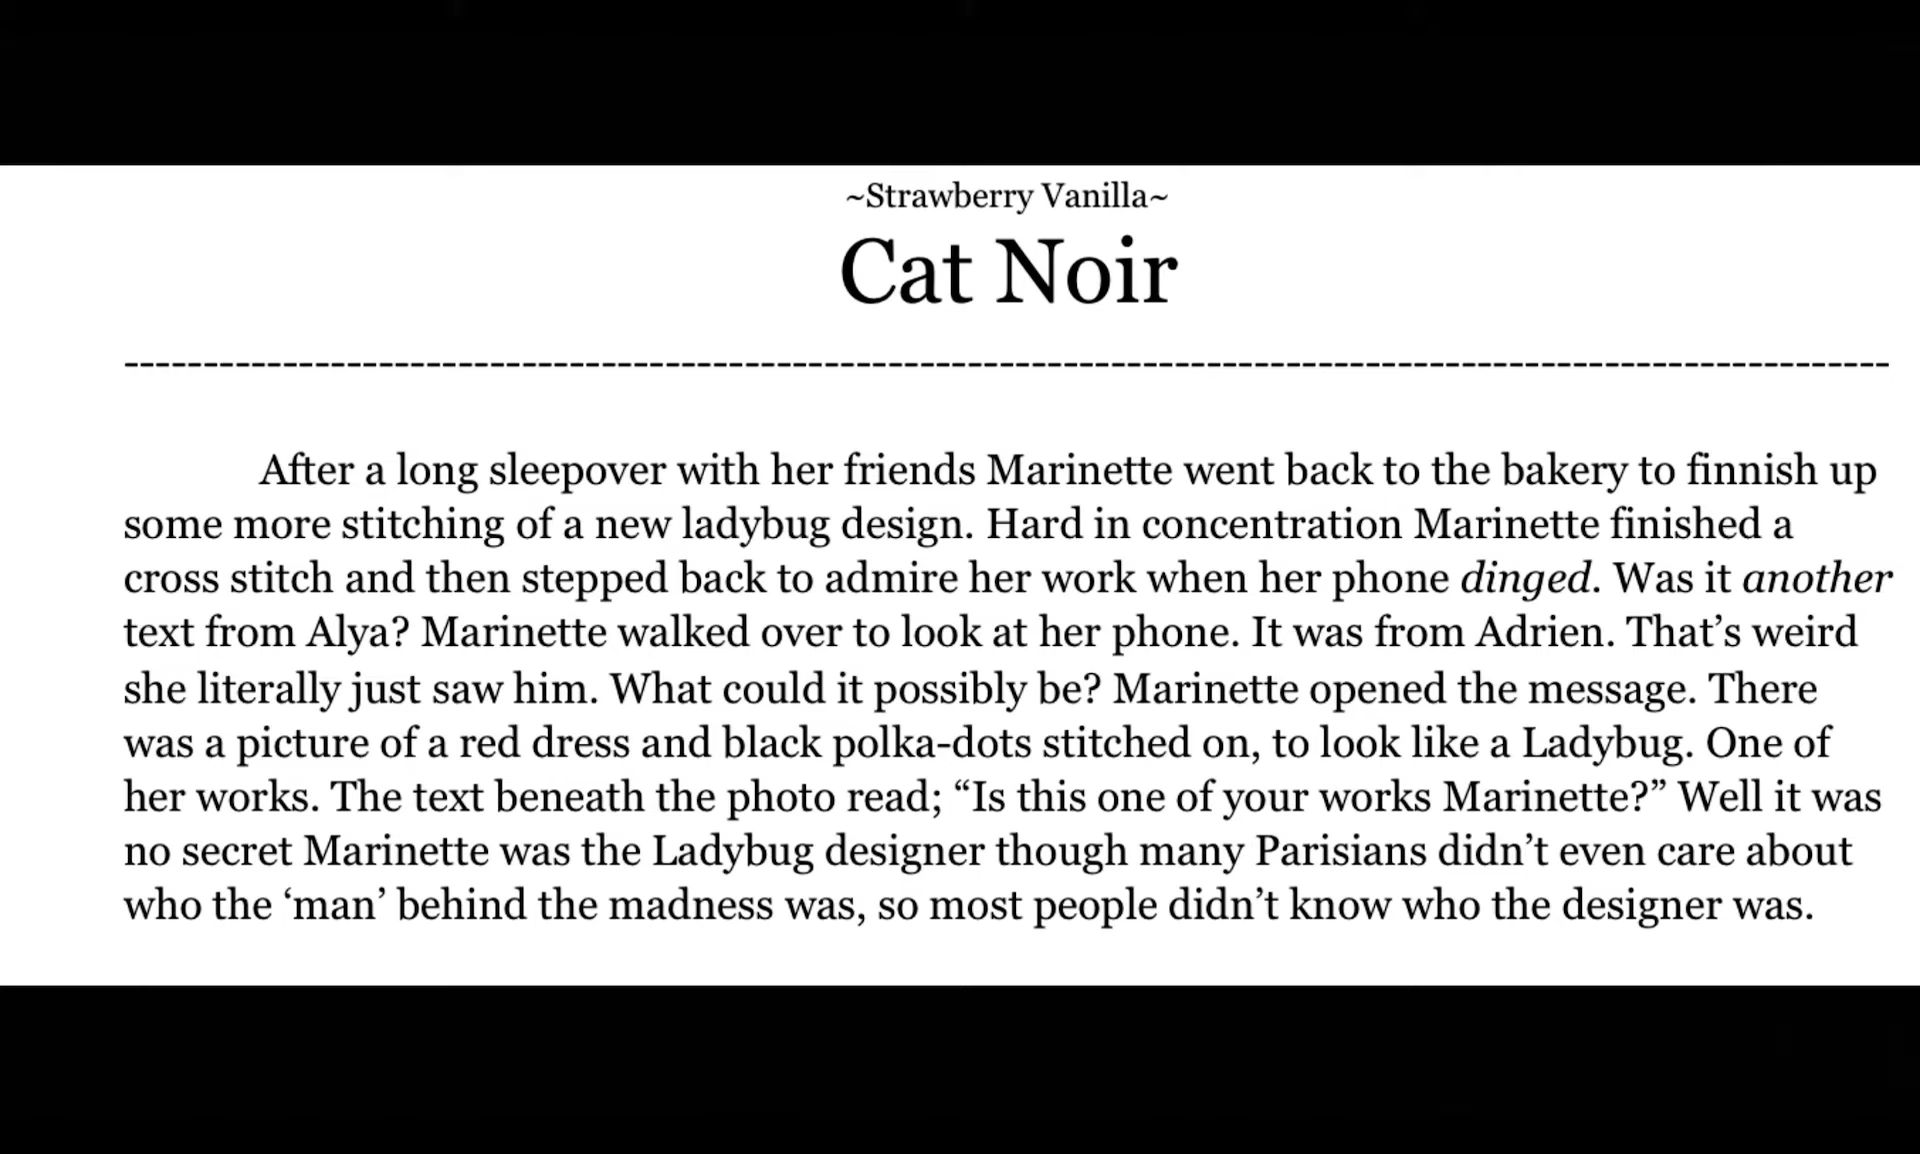 ~Strawberry Vanilla~
Cat Noir
----------------------------------------------------------------------------------------------------------------
After a long sleepover with her friends Marinette went back to the bakery to finnish up
some more stitching of a new ladybug design. Hard in concentration Marinette finished a
cross stitch and then stepped back to admire her work when her phone dinged. Was it another
text from Alya? Marinette walked over to look at her phone. It was from Adrien. That’s weird
she literally just saw him. What could it possibly be? Marinette opened the message. There
was a picture of a red dress and black polka-dots stitched on, to look like a Ladybug. One of
her works. The text beneath the photo read; “Is this one of your works Marinette?” Well it was
no secret Marinette was the Ladybug designer though many Parisians didn’t even care about
who the ‘man’ behind the madness was, so most people didn’t know who the designer was.